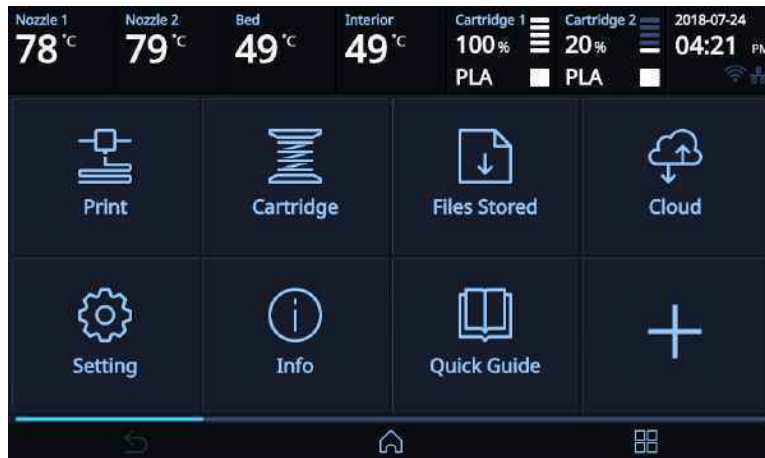 Nozzle 1
78 °C
Nozzle 2
79 °C
Bed
49 °C
Interior
49 °C
Cartridge 1
100 %
PLA
Cartridge 2
20 %
PLA
2018-07-24
04:21 PM
Print
Cartridge
Files Stored
Cloud
Setting
Info
Quick Guide